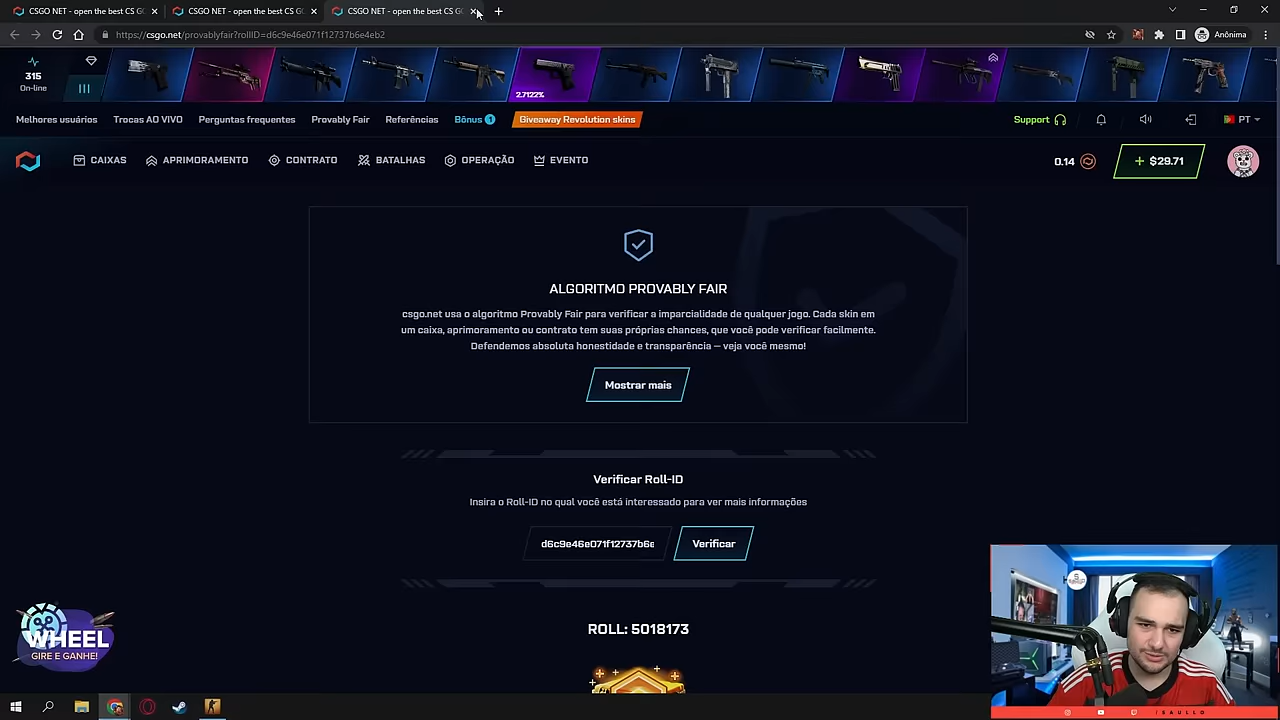 CSGO NET - open the best CS G
CSGO NET - open the best CS G
CSGO NET - open the best CS G
https://csgo.net/provablyfair?rollID=d6c9e46e071f12737b6e4eb2
Anônima
315
On-line
2.7122%
Melhores usuários
Trocas AO VIVO
Perguntas frequentes
Provably Fair
Referências
Bônus 1
Giveaway Revolution skins
Support
PT
CAIXAS
APRIMORAMENTO
CONTRATO
BATALHAS
OPERAÇÃO
EVENTO
0.14
+ $29.71
ALGORITMO PROVABLY FAIR
csgo.net usa o algoritmo Provably Fair para verificar a imparcialidade de qualquer jogo. Cada skin em
um caixa, aprimoramento ou contrato tem suas próprias chances, que você pode verificar facilmente.
Defendemos absoluta honestidade e transparência — veja você mesmo!
Mostrar mais
Verificar Roll-ID
Insira o Roll-ID no qual você está interessado para ver mais informações
d6c9e46e071f12737b6e
Verificar
ROLL: 5018173
WHEEL
GIRE E GANHE!